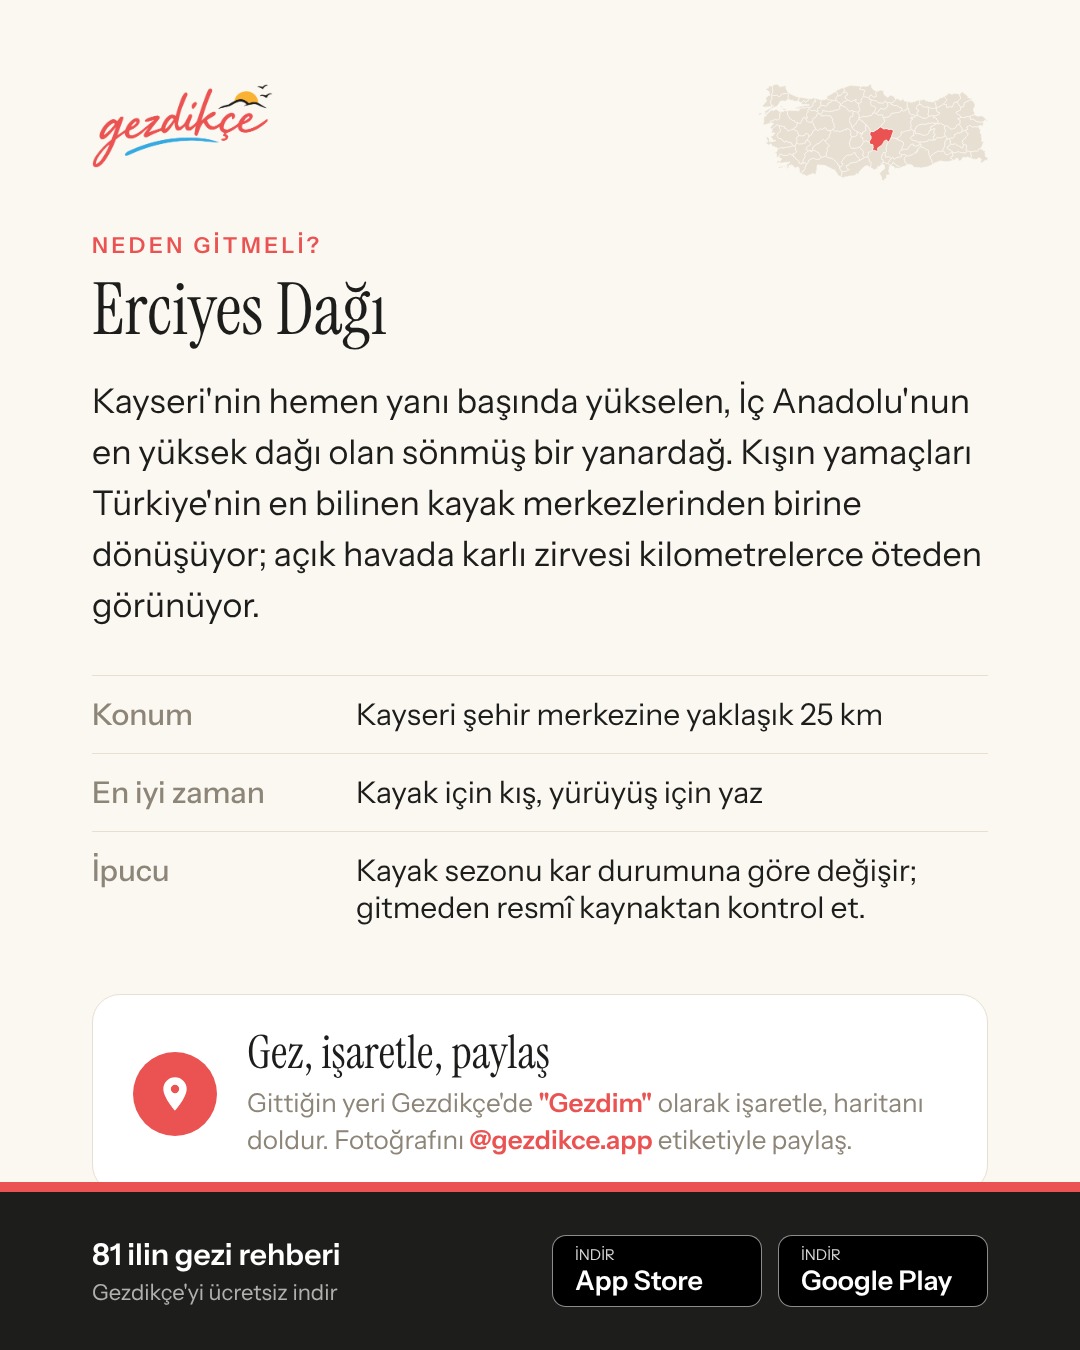 gezdikçe
NEDEN GİTMELİ?
Erciyes Dağı
Kayseri'nin hemen yanı başında yükselen, İç Anadolu'nun
en yüksek dağı olan sönmüş bir yanardağ. Kışın yamaçları
Türkiye'nin en bilinen kayak merkezlerinden birine
dönüşüyor; açık havada karlı zirvesi kilometrelerce öteden
görünüyor.
Konum
Kayseri şehir merkezine yaklaşık 25 km
En iyi zaman
Kayak için kış, yürüyüş için yaz
İpucu
Kayak sezonu kar durumuna göre değişir;
gitmeden resmî kaynaktan kontrol et.
Gez, işaretle, paylaş
Gittiğin yeri Gezdikçe'de "Gezdim" olarak işaretle, haritanı
doldur. Fotoğrafını @gezdikce.app etiketiyle paylaş.
81 ilin gezi rehberi
Gezdikçe'yi ücretsiz indir
İNDİR
App Store
İNDİR
Google Play